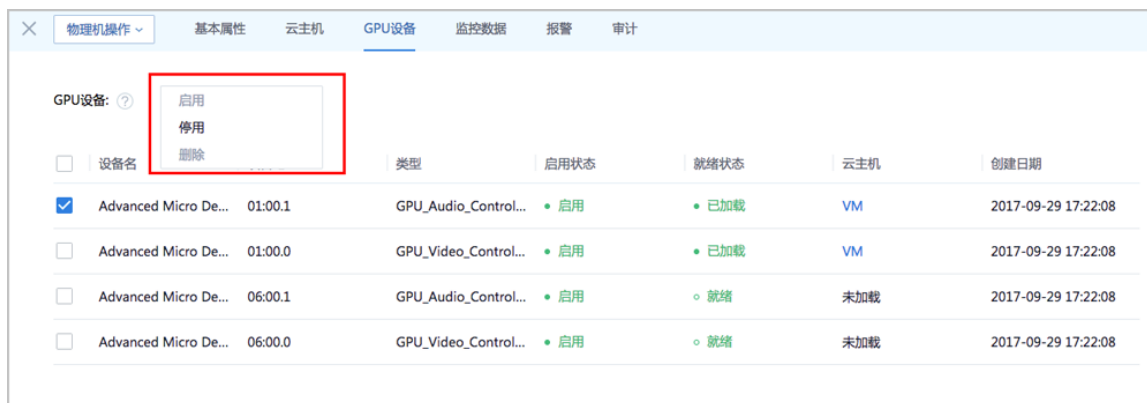 物理机操作 基本属性 云主机 GPU设备 监控数据 报警 审计
GPU设备: ?
启用
停用
删除
设备名 类型 启用状态 就绪状态 云主机 创建日期
Advanced Micro De... 01:00.1 GPU_Audio_Control... 启用 已加载 VM 2017-09-29 17:22:08
Advanced Micro De... 01:00.0 GPU_Video_Control... 启用 已加载 VM 2017-09-29 17:22:08
Advanced Micro De... 06:00.1 GPU_Audio_Control... 启用 就绪 未加载 2017-09-29 17:22:08
Advanced Micro De... 06:00.0 GPU_Video_Control... 启用 就绪 未加载 2017-09-29 17:22:08